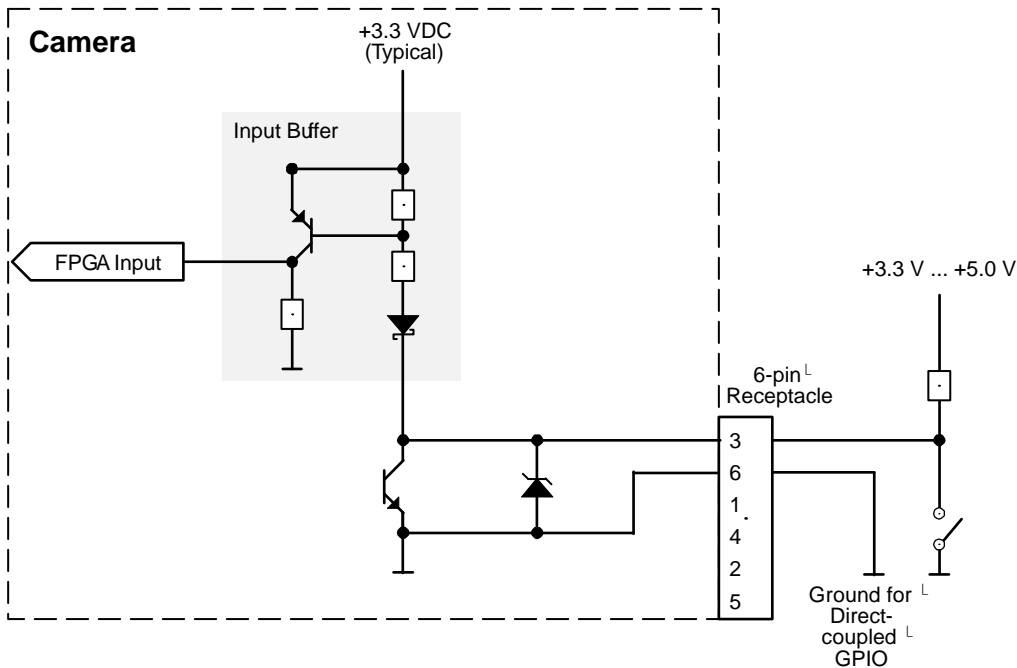 Camera
+3.3 VDC
(Typical)
Input Buffer
FPGA Input
+3.3 V ... +5.0 V
6-pin
Receptacle
3
6
1
4
2
5
Ground for
Direct-
coupled
GPIO